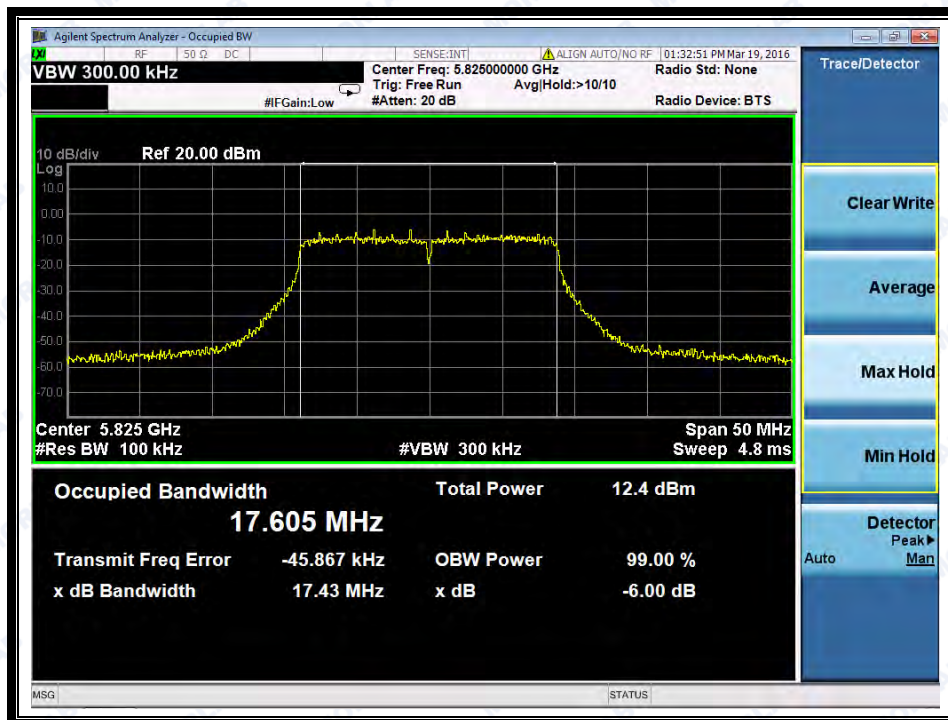 Agilent Spectrum Analyzer - Occupied BW
LXI RF 50 Ω DC SENSE:INT ALIGN AUTO/NO RF 01:32:51 PM Mar 19, 2016
VBW 300.00 kHz
Center Freq: 5.825000000 GHz Radio Std: None
Trig: Free Run Avg|Hold:>10/10
#IFGain:Low #Atten: 20 dB Radio Device: BTS
10 dB/div Ref 20.00 dBm
Log
10.0
0.00
-10.0
-20.0
-30.0
-40.0
-50.0
-60.0
-70.0
Center 5.825 GHz Span 50 MHz
#Res BW 100 kHz #VBW 300 kHz Sweep 4.8 ms
Occupied Bandwidth Total Power 12.4 dBm
17.605 MHz
Transmit Freq Error -45.867 kHz OBW Power 99.00 %
x dB Bandwidth 17.43 MHz x dB -6.00 dB
MSG STATUS
Trace/Detector
Clear Write
Average
Max Hold
Min Hold
Detector
Peak▶
Auto Man